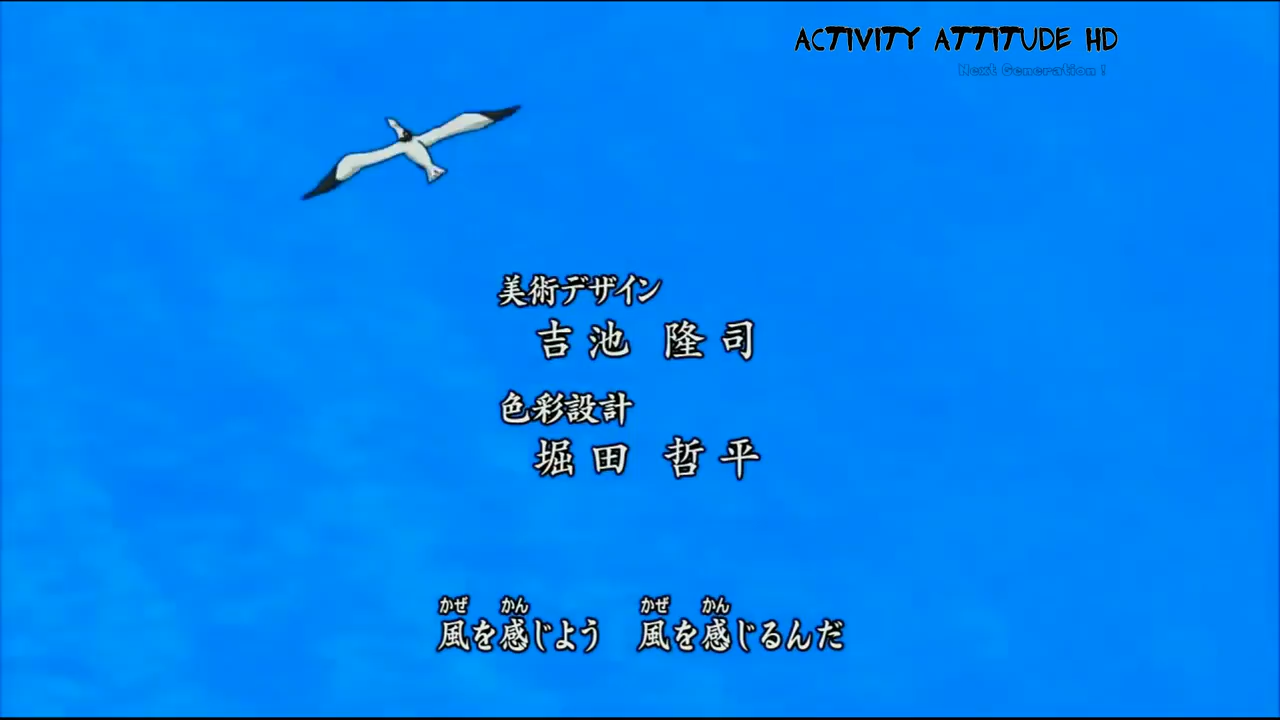 ACTIVITY ATTITUDE HD
Next Generation !
美術デザイン
吉池 隆司
色彩設計
堀田 哲平
かぜ かん かぜ かん
風を感じよう 風を感じるんだ